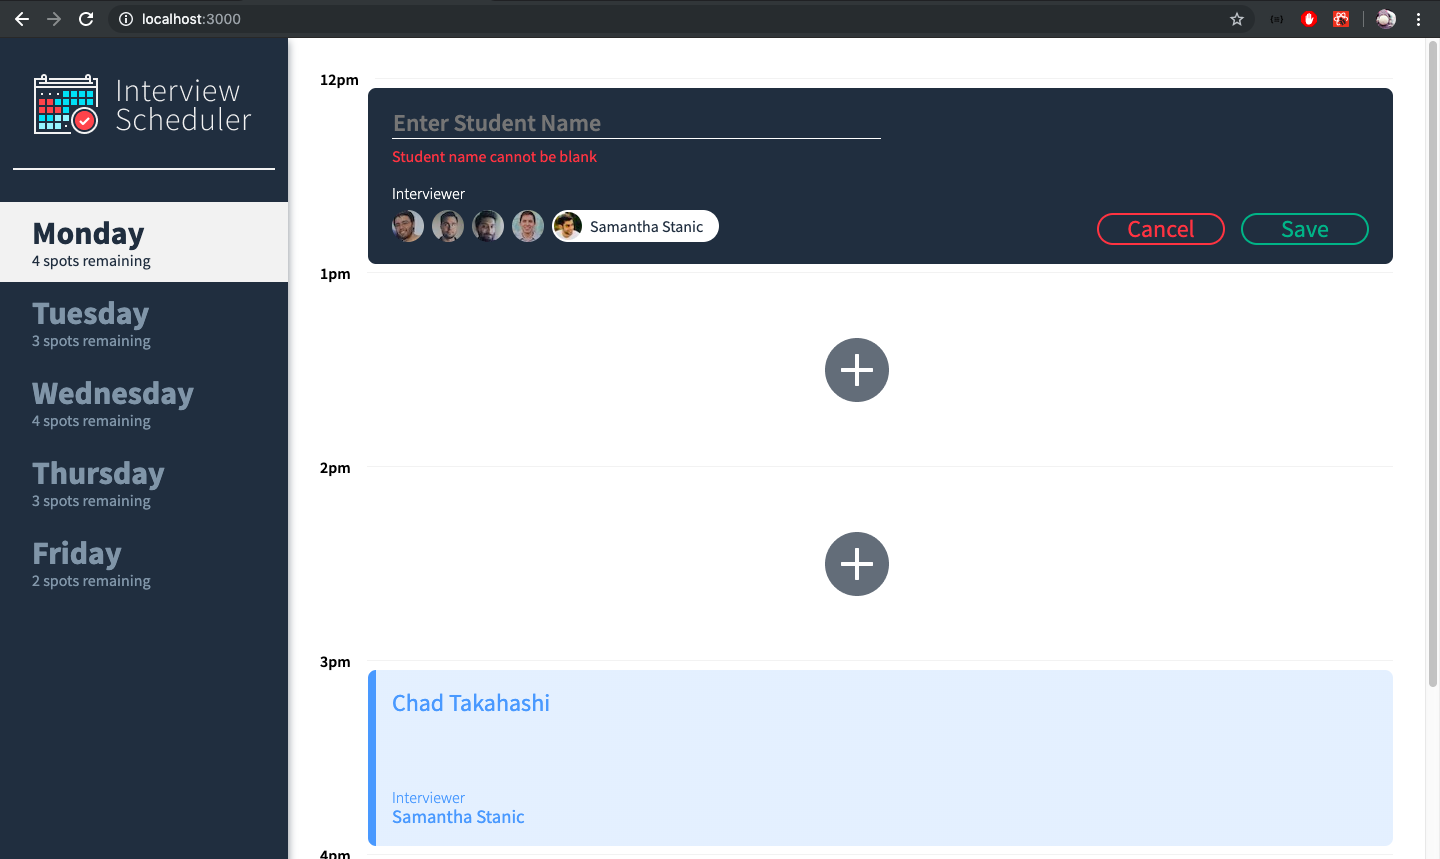 localhost:3000
Interview
Scheduler
Monday
4 spots remaining
Tuesday
3 spots remaining
Wednesday
4 spots remaining
Thursday
3 spots remaining
Friday
2 spots remaining
12pm
Enter Student Name
Student name cannot be blank
Interviewer
Samantha Stanic
Cancel
Save
1pm
2pm
3pm
Chad Takahashi
Interviewer
Samantha Stanic
4pm